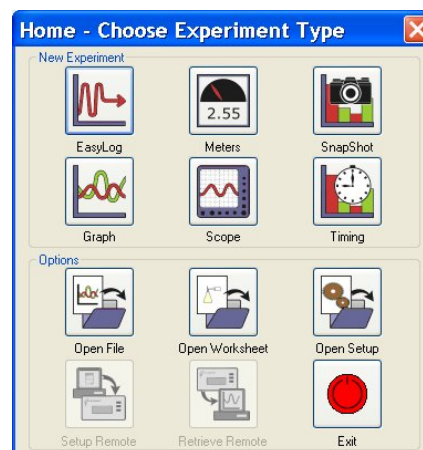 Home - Choose Experiment Type
New Experiment
2.55
EasyLog Meters SnapShot
Graph Scope Timing
Options
Open File Open Worksheet Open Setup
Setup Remote Retrieve Remote Exit